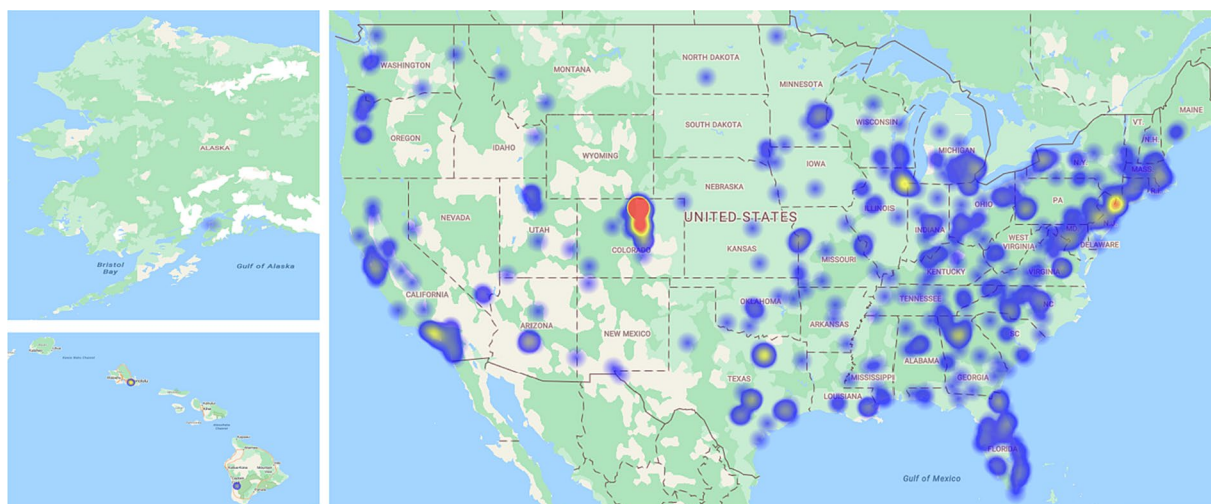 ALASKA
Bristol
Bay
Gulf of Alaska
WASHINGTON
MONTANA
NORTH DAKOTA
MINNESOTA
OREGON
IDAHO
SOUTH DAKOTA
WISCONSIN
MICHIGAN
VT
MAINE
N.H.
N.Y.
MASS
WYOMING
IOWA
NEBRASKA
NEVADA
UTAH
COLORADO
UNITED STATES
KANSAS
ILLINOIS
INDIANA
OHIO
PA
MD
DELAWARE
WEST
VIRGINIA
VIRGINIA
MISSOURI
KENTUCKY
CALIFORNIA
ARIZONA
NEW MEXICO
OKLAHOMA
ARKANSAS
TENNESSEE
NC
SC
TEXAS
LOUISIANA
MISSISSIPPI
ALABAMA
GEORGIA
FLORIDA
Gulf of Mexico